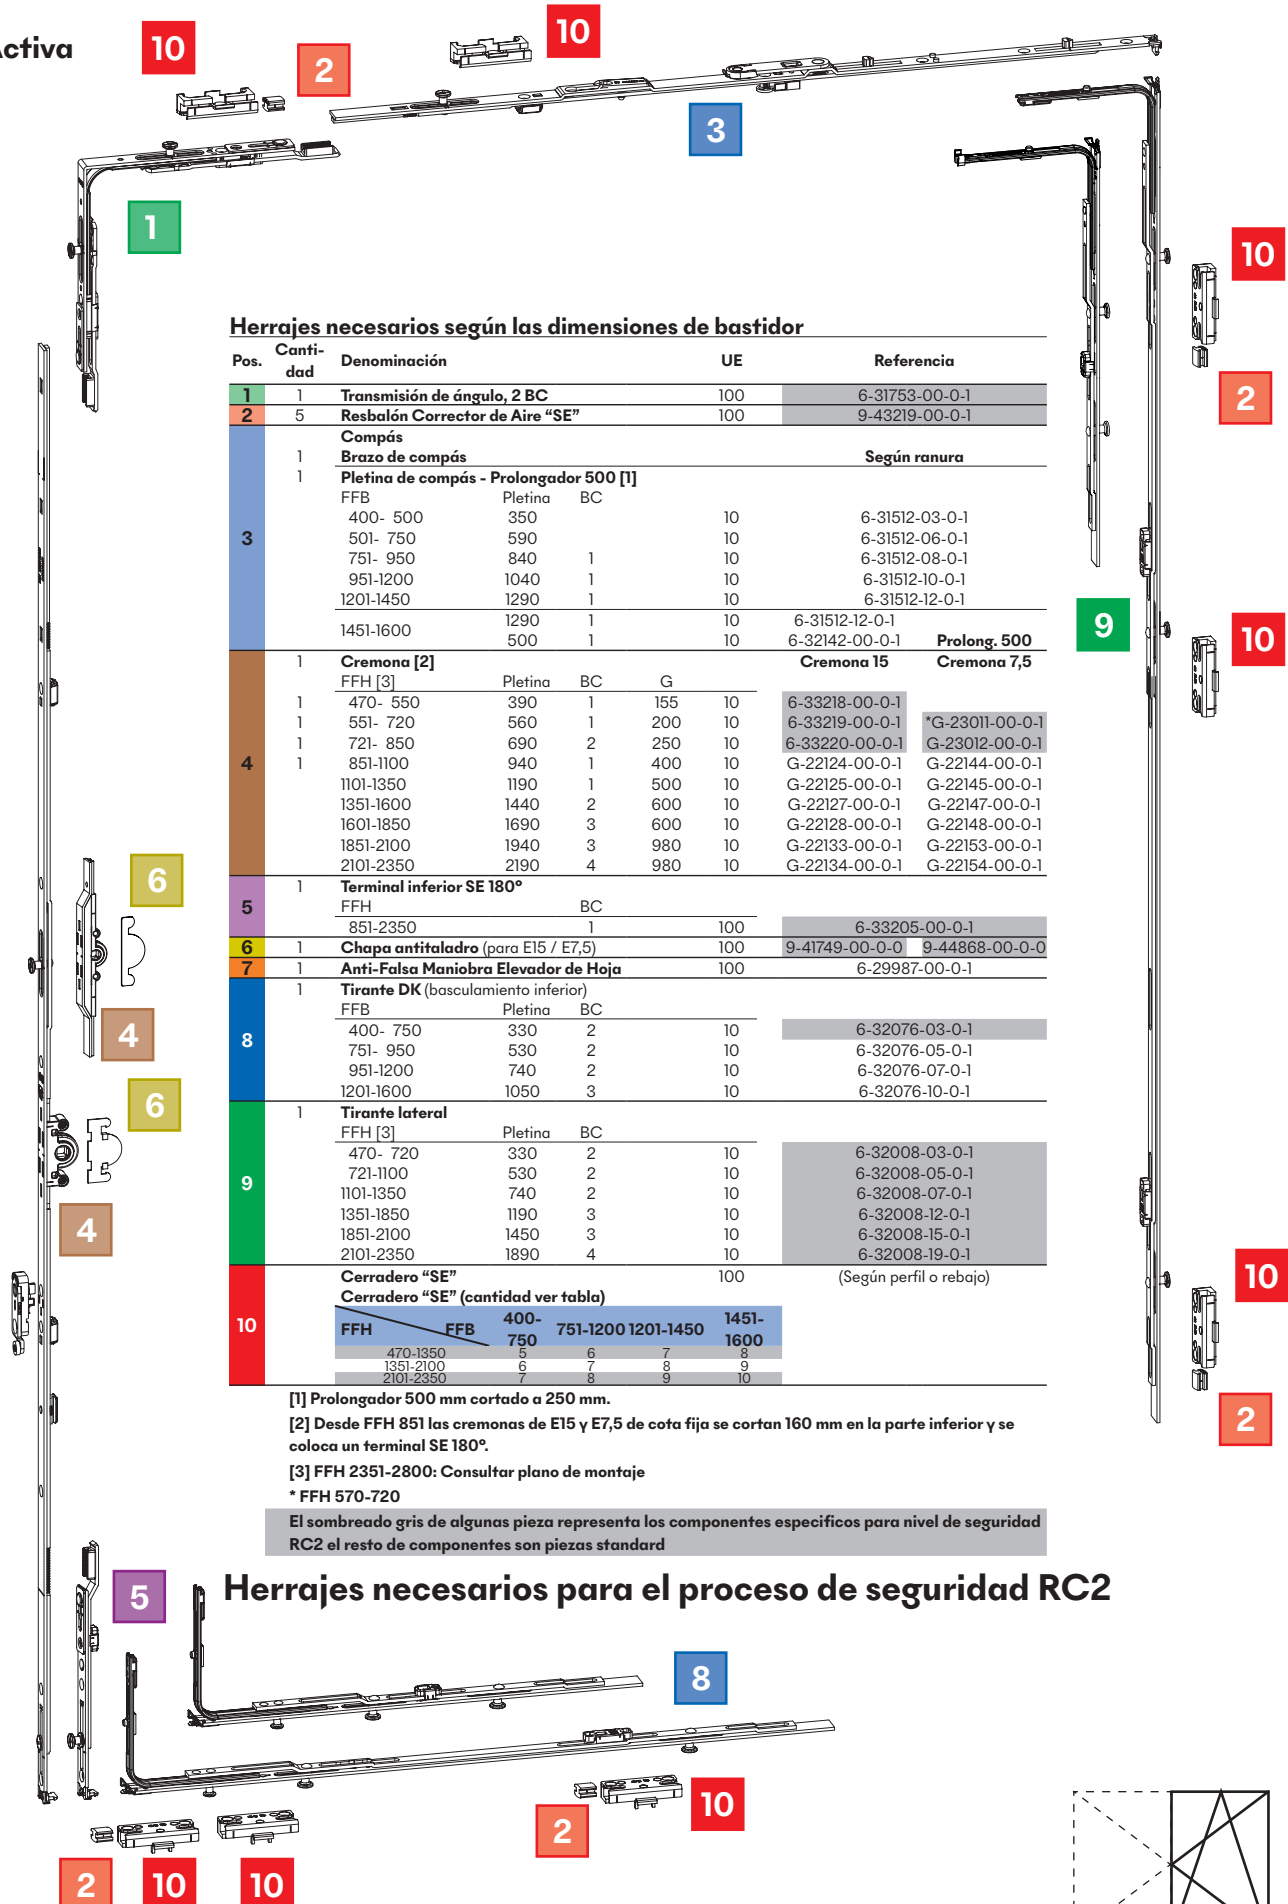 Activa
10
10
2
3
1
10
2
Herrajes necesarios según las dimensiones de bastidor
Pos. Canti-dad Denominación UE Referencia
1 1 Transmisión de ángulo, 2 BC 100 6-31753-00-0-1
2 5 Resbalón Corrector de Aire “SE” 100 9-43219-00-0-1
3 Compás
1 Brazo de compás Según ranura
1 Pletina de compás - Prolongador 500 [1]
FFB Pletina BC
400- 500 350 10 6-31512-03-0-1
501- 750 590 10 6-31512-06-0-1
751- 950 840 1 10 6-31512-08-0-1
951-1200 1040 1 10 6-31512-10-0-1
1201-1450 1290 1 10 6-31512-12-0-1
1451-1600 1290 1 10 6-31512-12-0-1
500 1 10 6-32142-00-0-1 Prolong. 500
4 1 Cremona [2] Cremona 15 Cremona 7,5
FFH [3] Pletina BC G
1 470- 550 390 1 155 10 6-33218-00-0-1
1 551- 720 560 1 200 10 6-33219-00-0-1 *G-23011-00-0-1
1 721- 850 690 2 250 10 6-33220-00-0-1 G-23012-00-0-1
1 851-1100 940 1 400 10 G-22124-00-0-1 G-22144-00-0-1
1101-1350 1190 1 500 10 G-22125-00-0-1 G-22145-00-0-1
1351-1600 1440 2 600 10 G-22127-00-0-1 G-22147-00-0-1
1601-1850 1690 3 600 10 G-22128-00-0-1 G-22148-00-0-1
1851-2100 1940 3 980 10 G-22133-00-0-1 G-22153-00-0-1
2101-2350 2190 4 980 10 G-22134-00-0-1 G-22154-00-0-1
5 1 Terminal inferior SE 180º
FFH BC
851-2350 1 100 6-33205-00-0-1
6 1 Chapa antitaladro (para E15 / E7,5) 100 9-41749-00-0-0 9-44868-00-0-0
7 1 Anti-Falsa Maniobra Elevador de Hoja 100 6-29987-00-0-1
8 1 Tirante DK (basculamiento inferior)
FFB Pletina BC
400- 750 330 2 10 6-32076-03-0-1
751- 950 530 2 10 6-32076-05-0-1
951-1200 740 2 10 6-32076-07-0-1
1201-1600 1050 3 10 6-32076-10-0-1
9 1 Tirante lateral
FFH [3] Pletina BC
470- 720 330 2 10 6-32008-03-0-1
721-1100 530 2 10 6-32008-05-0-1
1101-1350 740 2 10 6-32008-07-0-1
1351-1850 1190 3 10 6-32008-12-0-1
1851-2100 1450 3 10 6-32008-15-0-1
2101-2350 1890 4 10 6-32008-19-0-1
10 Cerradero “SE” 100 (Según perfil o rebajo)
Cerradero “SE” (cantidad ver tabla)
FFH FFB 400-750 751-1200 1201-1450 1451-1600
470-1350 5 6 7 8
1351-2100 6 7 8 9
2101-2350 7 8 9 10
[1] Prolongador 500 mm cortado a 250 mm.
[2] Desde FFH 851 las cremonas de E15 y E7,5 de cota fija se cortan 160 mm en la parte inferior y se
coloca un terminal SE 180º.
[3] FFH 2351-2800: Consultar plano de montaje
* FFH 570-720
El sombreado gris de algunas pieza representa los componentes especificos para nivel de seguridad
RC2 el resto de componentes son piezas standard
9
10
6
4
6
4
10
2
5
Herrajes necesarios para el proceso de seguridad RC2
8
10
2
2
10
10